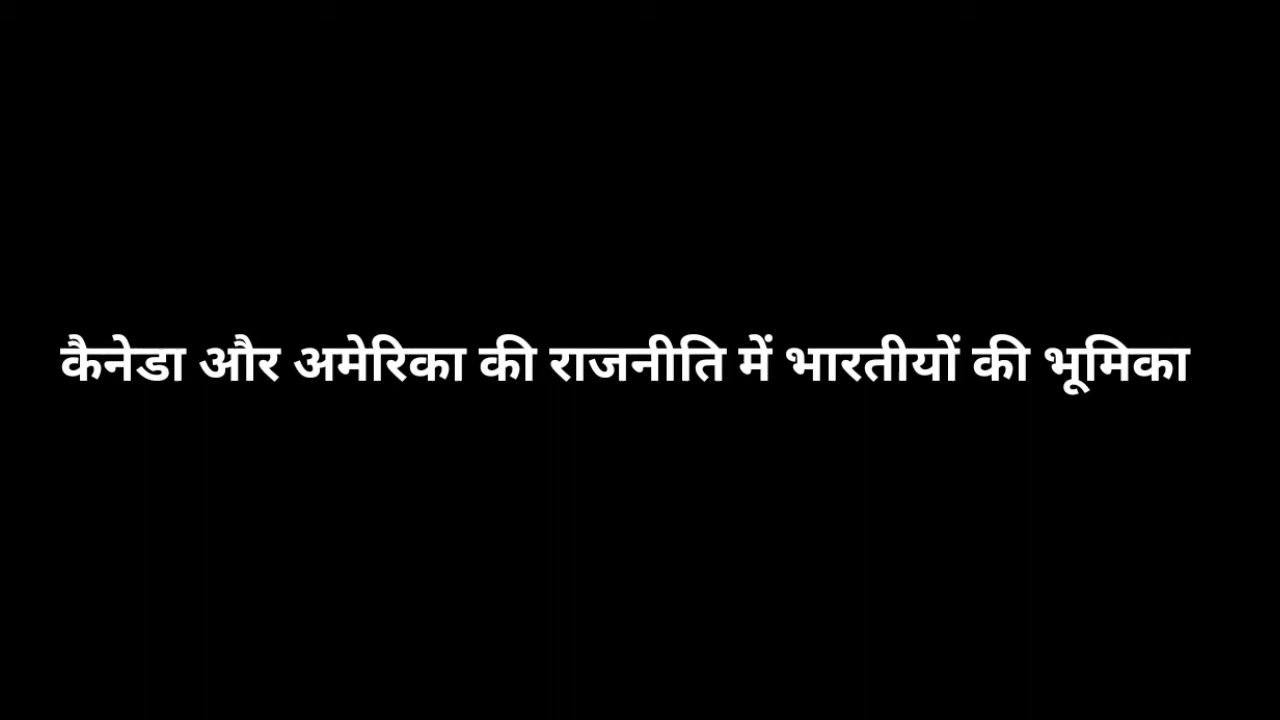 कैनेडा और अमेरिका की राजनीति में भारतीयों की भूमिका